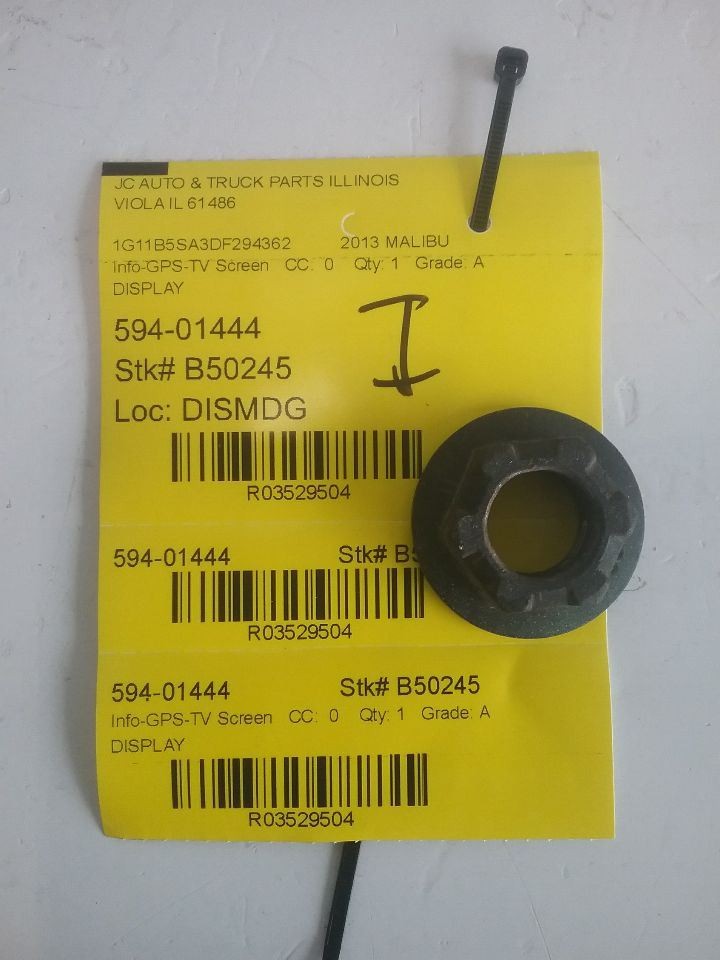 JC AUTO & TRUCK PARTS ILLINOIS
VIOLA IL 61486
1G11B5SA3DF294362 2013 MALIBU
Info-GPS-TV Screen CC: 0 Qty: 1 Grade: A
DISPLAY
I
594-01444
Stk# B50245
Loc: DISMDG
R03529504
594-01444 Stk# B5
R03529504
594-01444 Stk# B50245
Info-GPS-TV Screen CC: 0 Qty: 1 Grade: A
DISPLAY
R03529504